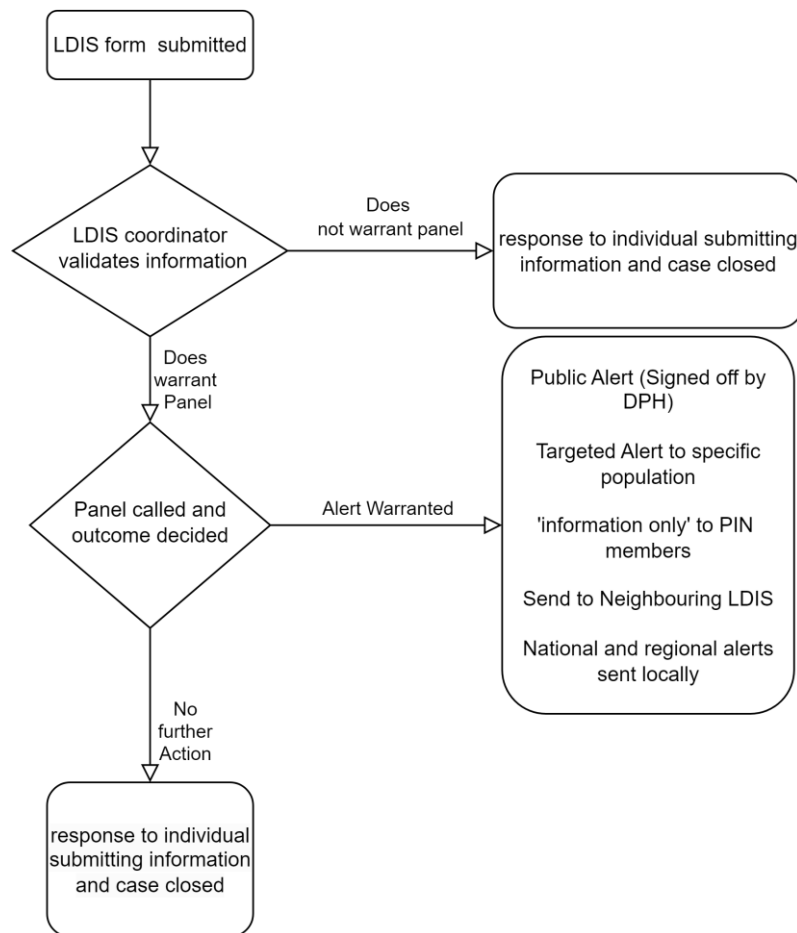 LDIS form  submitted
Does
not warrant panel
LDIS coordinator
validates information
response to individual submitting
information and case closed
Does
warrant
Panel
Public Alert (Signed off by
DPH)
Targeted Alert to specific
population
Panel called and
outcome decided
Alert Warranted
'information only' to PIN
members
Send to Neighbouring LDIS
National and regional alerts
sent locally
No
further
Action
response to individual
submitting information
and case closed